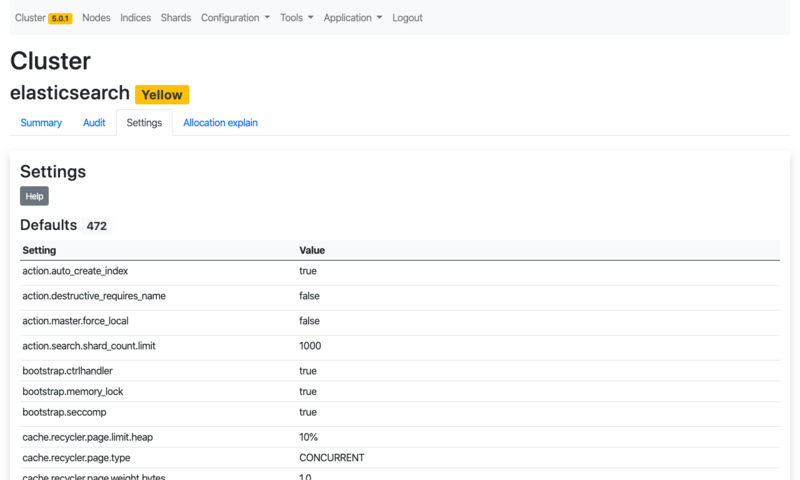 Cluster 5.0.1 Nodes Indices Shards Configuration Tools Application Logout
Cluster
elasticsearch Yellow
Summary Audit Settings Allocation explain
Settings
Help
Defaults 472
Setting Value
action.auto_create_index true
action.destructive_requires_name false
action.master.force_local false
action.search.shard_count.limit 1000
bootstrap.ctrlhandler true
bootstrap.memory_lock true
bootstrap.seccomp true
cache.recycler.page.limit.heap 10%
cache.recycler.page.type CONCURRENT
cache.recycler.page.weight.bytes 1.0